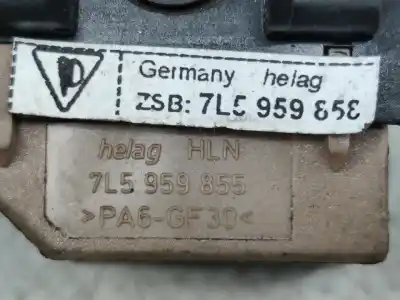 Germany helag
ZSB: 7L5 959 858
helag HLN
7L5 959 855
>PA6-GF30<